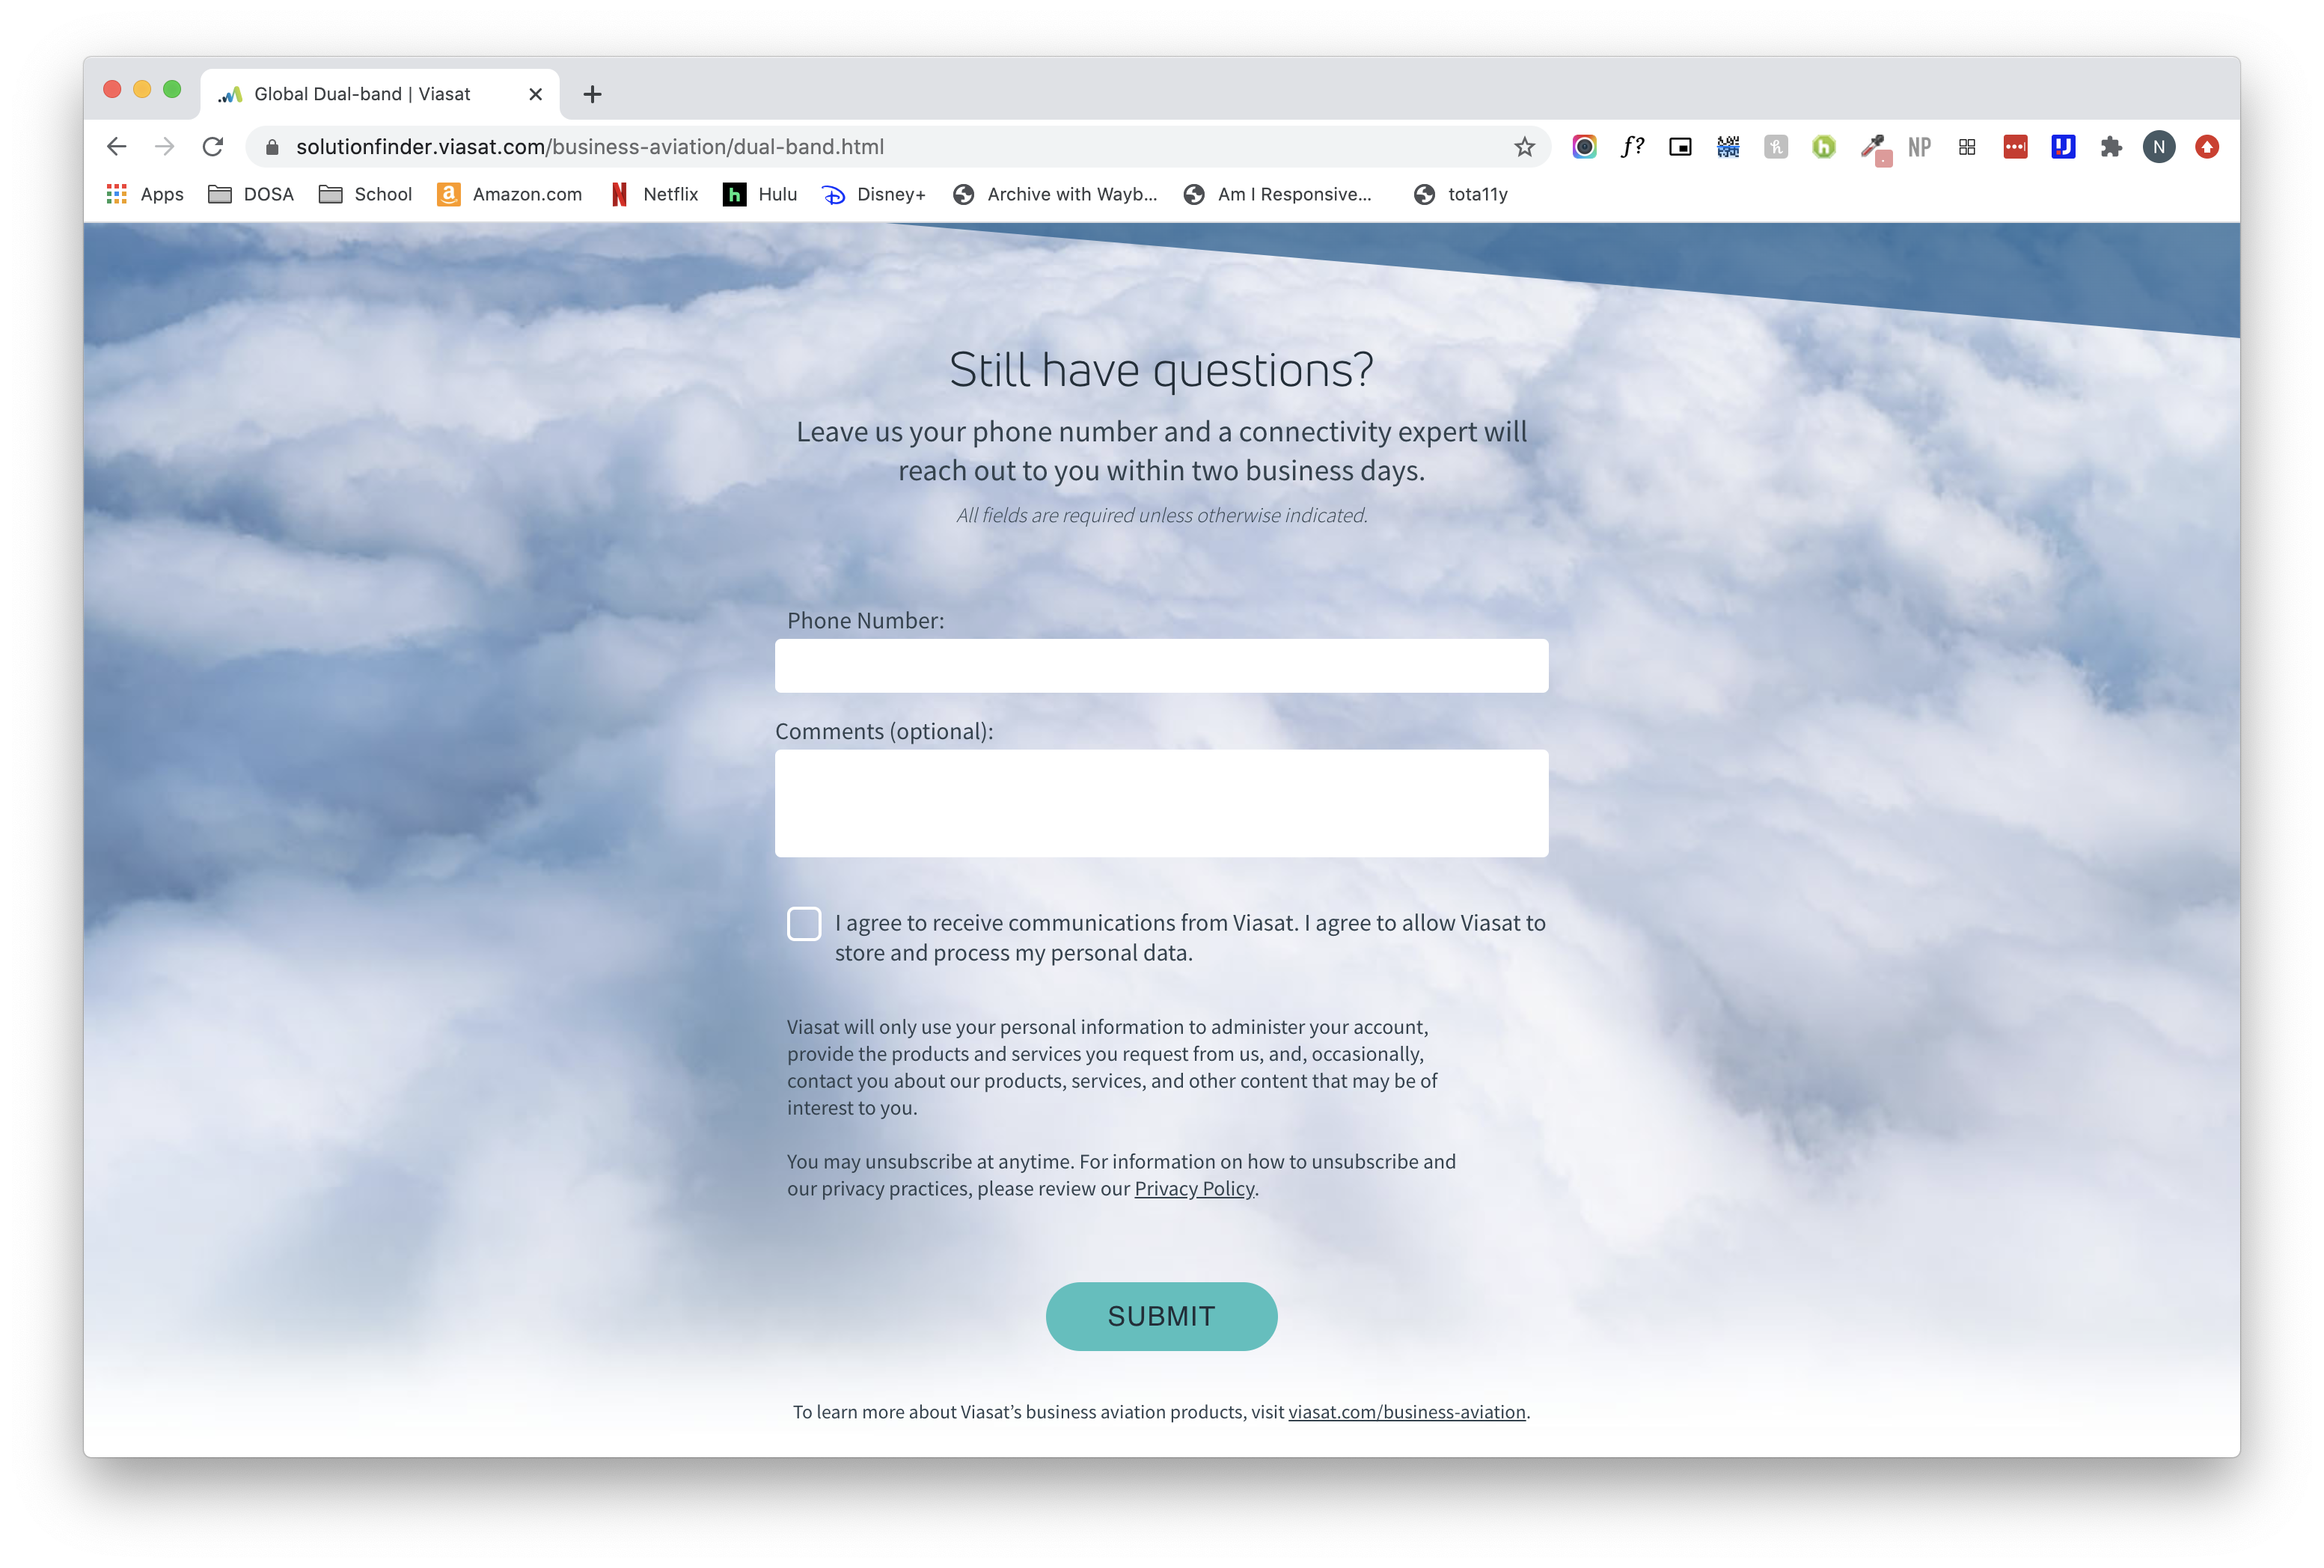 Global Dual-band | Viasat
solutionfinder.viasat.com/business-aviation/dual-band.html
f?
NP
N
Apps
DOSA
School
Amazon.com
Netflix
Hulu
Disney+
Archive with Wayb...
Am I Responsive...
tota11y
Still have questions?
Leave us your phone number and a connectivity expert will
reach out to you within two business days.
All fields are required unless otherwise indicated.
Phone Number:
Comments (optional):
I agree to receive communications from Viasat. I agree to allow Viasat to
store and process my personal data.
Viasat will only use your personal information to administer your account,
provide the products and services you request from us, and, occasionally,
contact you about our products, services, and other content that may be of
interest to you.
You may unsubscribe at anytime. For information on how to unsubscribe and
our privacy practices, please review our Privacy Policy.
SUBMIT
To learn more about Viasat’s business aviation products, visit viasat.com/business-aviation.